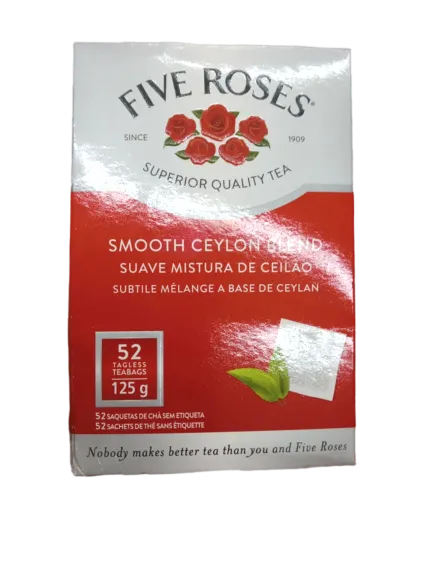 FIVE ROSES®
SINCE 1909
SUPERIOR QUALITY TEA
SMOOTH CEYLON BLEND
SUAVE MISTURA DE CEILÃO
SUBTILE MÉLANGE A BASE DE CEYLAN
52
TAGLESS
TEABAGS
125 g
52 SAQUETAS DE CHÁ SEM ETIQUETA
52 SACHETS DE THÉ SANS ÉTIQUETTE
Nobody makes better tea than you and Five Roses